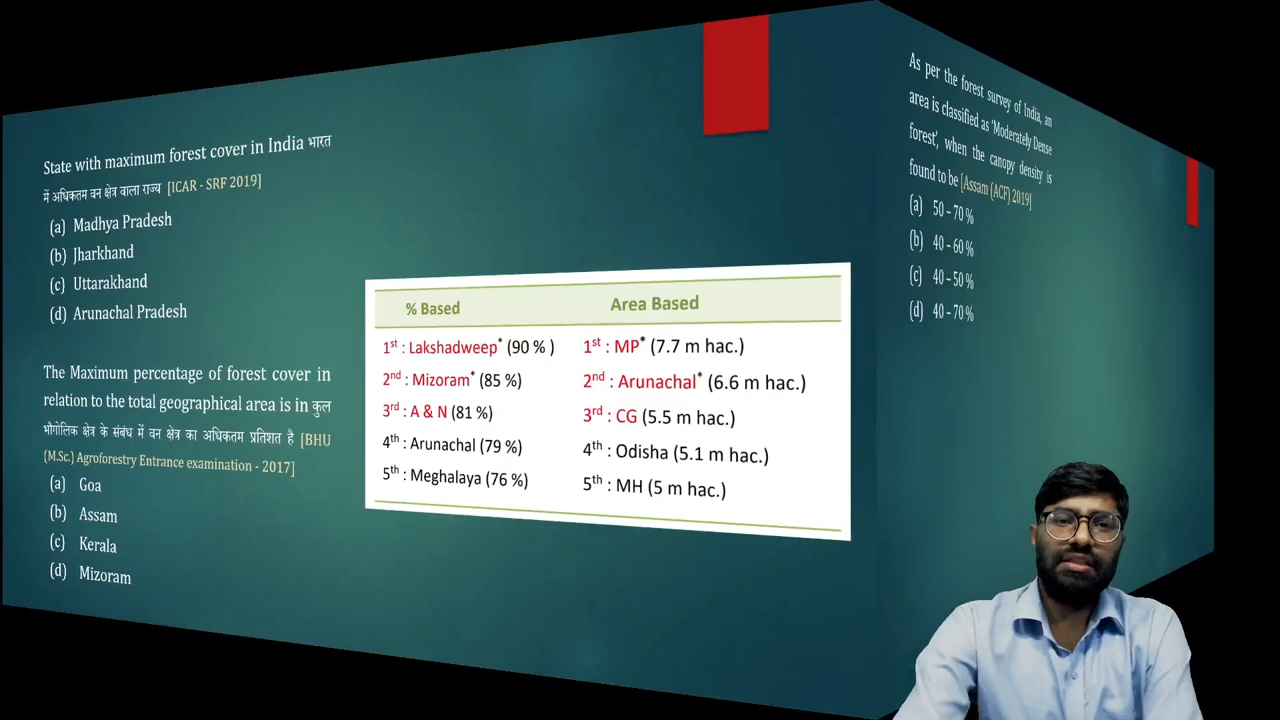 State with maximum forest cover in India भारत
में अधिकतम वन क्षेत्र वाला राज्य [ICAR - SRF 2019]
(a) Madhya Pradesh
(b) Jharkhand
(c) Uttarakhand
(d) Arunachal Pradesh
The Maximum percentage of forest cover in
relation to the total geographical area is in कुल
भौगोलिक क्षेत्र के संबंध में वन क्षेत्र का अधिकतम प्रतिशत है [BHU
(M.Sc.) Agroforestry Entrance examination - 2017]
(a) Goa
(b) Assam
(c) Kerala
(d) Mizoram
% Based Area Based
1st : Lakshadweep* (90 % ) 1st : MP* (7.7 m hac.)
2nd : Mizoram* (85 %) 2nd : Arunachal* (6.6 m hac.)
3rd : A & N (81 %) 3rd : CG (5.5 m hac.)
4th : Arunachal (79 %) 4th : Odisha (5.1 m hac.)
5th : Meghalaya (76 %) 5th : MH (5 m hac.)
As per the forest survey of India, an
area is classified as 'Moderately Dense
forest', when the canopy density is
found to be [Assam (ACF) 2019]
(a) 50 – 70 %
(b) 40 – 60 %
(c) 40 – 50 %
(d) 40 – 70 %